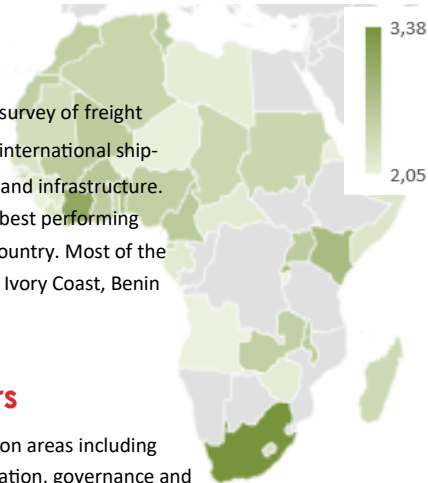 3,38
survey of freight
international ship-
and infrastructure.
2,05
best performing
ountry. Most of the
Ivory Coast, Benin
rs
on areas including
ation, governance and